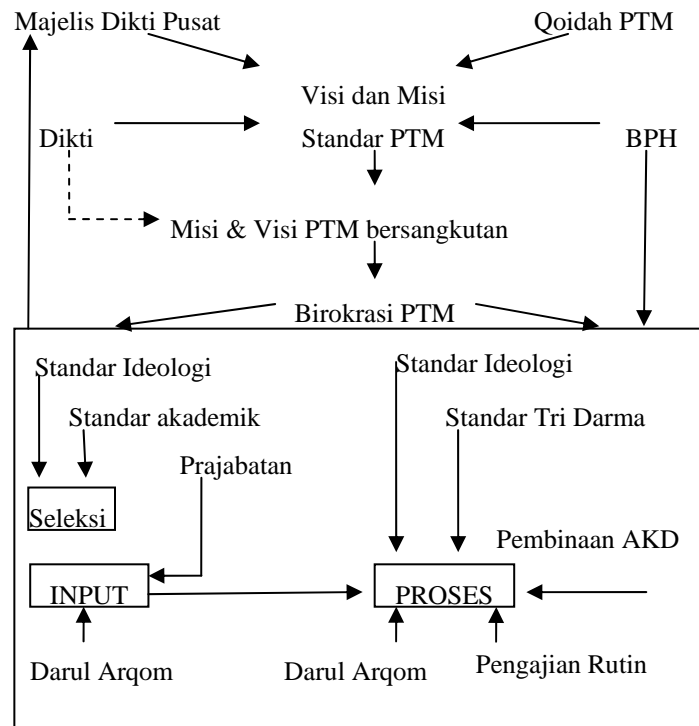 Majelis Dikti Pusat
Qoidah PTM
Visi dan Misi
Dikti
Standar PTM
BPH
Misi & Visi PTM bersangkutan
Birokrasi PTM
Standar Ideologi
Standar Ideologi
Standar akademik
Standar Tri Darma
Prajabatan
Seleksi
Pembinaan AKD
INPUT
PROSES
Darul Arqom
Darul Arqom
Pengajian Rutin